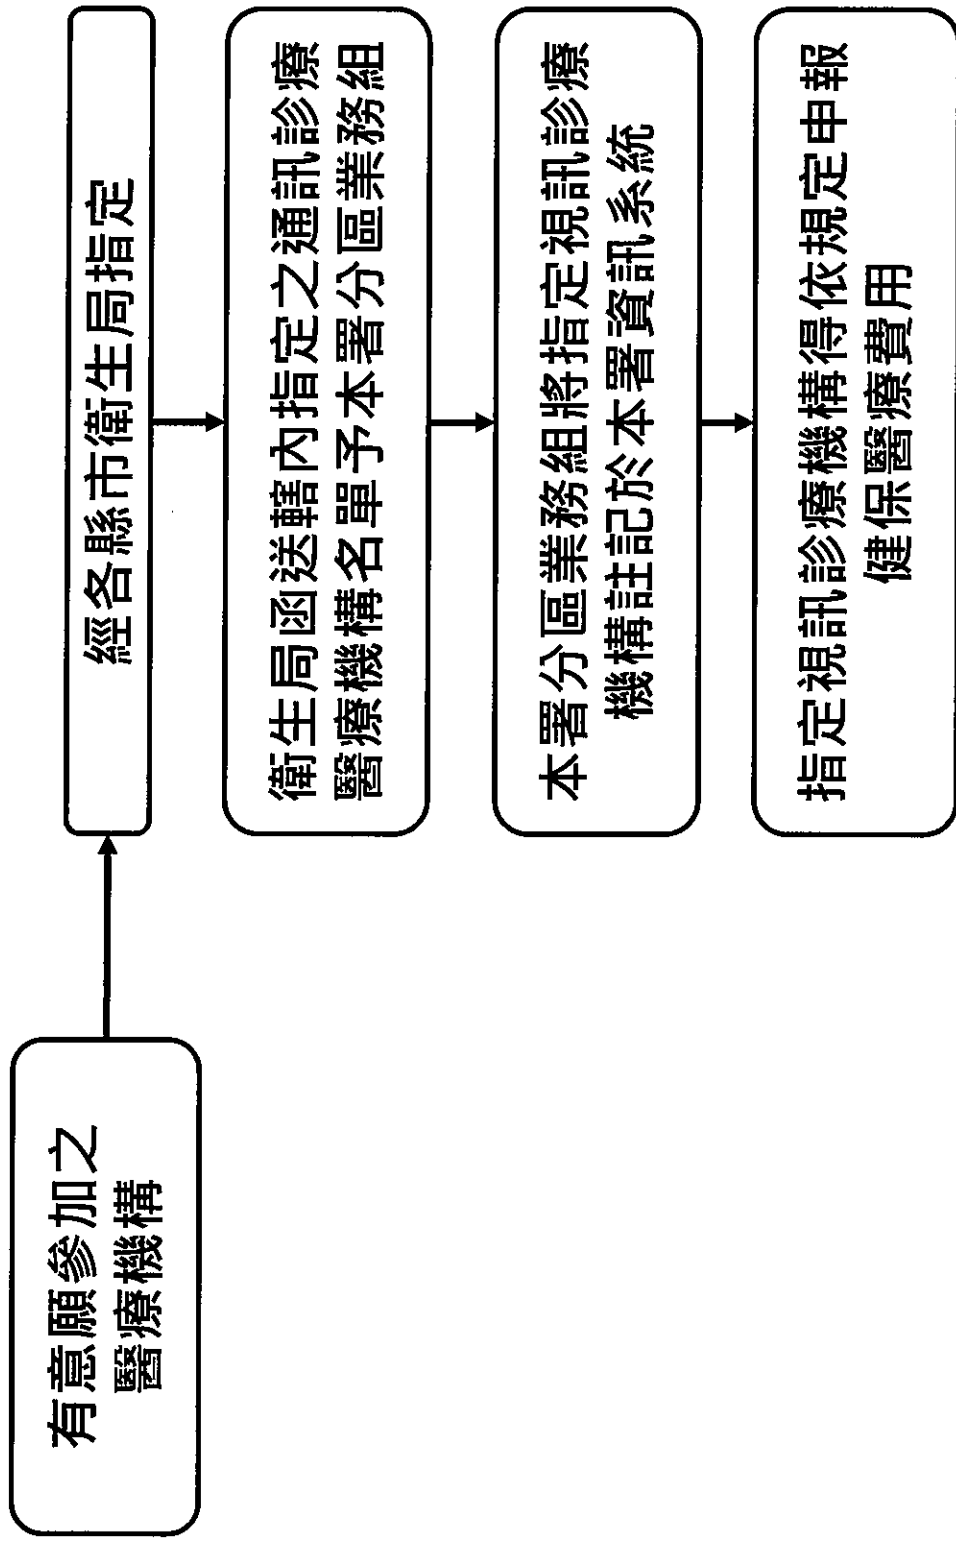 有意願參加之
醫療機構
經各縣市衛生局指定
衛生局函送轄內指定之通訊診療
醫療機構名單予本署分區業務組
本署分區業務組將指定視訊診療
機構註記於本署資訊系統
指定視訊診療機構得依規定申報
健保醫療費用